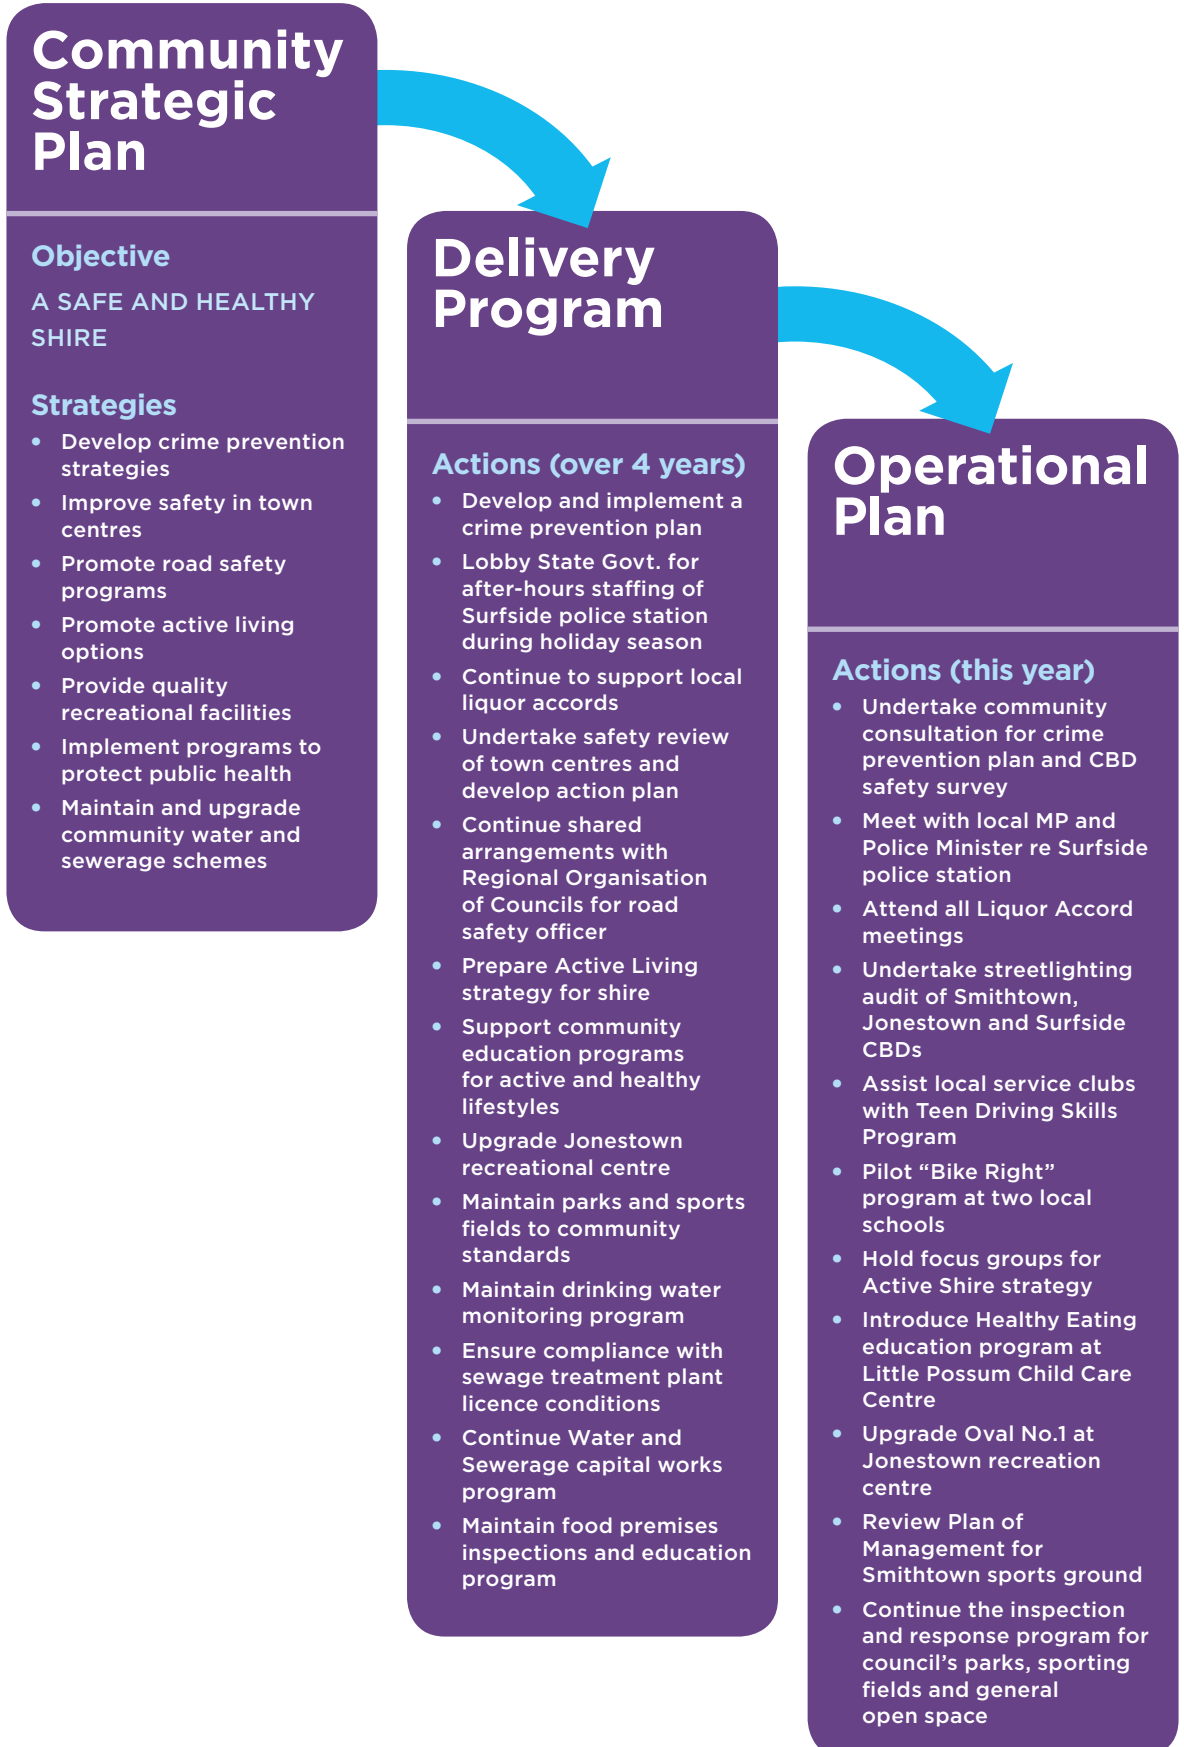 Community
Strategic
Plan
Objective
A SAFE AND HEALTHY
SHIRE
Strategies
• Develop crime prevention
strategies
• Improve safety in town
centres
• Promote road safety
programs
• Promote active living
options
• Provide quality
recreational facilities
• Implement programs to
protect public health
• Maintain and upgrade
community water and
sewerage schemes
Delivery
Program
Actions (over 4 years)
• Develop and implement a
crime prevention plan
• Lobby State Govt. for
after-hours staffing of
Surfside police station
during holiday season
• Continue to support local
liquor accords
• Undertake safety review
of town centres and
develop action plan
• Continue shared
arrangements with
Regional Organisation
of Councils for road
safety officer
• Prepare Active Living
strategy for shire
• Support community
education programs
for active and healthy
lifestyles
• Upgrade Jonestown
recreational centre
• Maintain parks and sports
fields to community
standards
• Maintain drinking water
monitoring program
• Ensure compliance with
sewage treatment plant
licence conditions
• Continue Water and
Sewerage capital works
program
• Maintain food premises
inspections and education
program
Operational
Plan
Actions (this year)
• Undertake community
consultation for crime
prevention plan and CBD
safety survey
• Meet with local MP and
Police Minister re Surfside
police station
• Attend all Liquor Accord
meetings
• Undertake streetlighting
audit of Smithtown,
Jonestown and Surfside
CBDs
• Assist local service clubs
with Teen Driving Skills
Program
• Pilot “Bike Right”
program at two local
schools
• Hold focus groups for
Active Shire strategy
• Introduce Healthy Eating
education program at
Little Possum Child Care
Centre
• Upgrade Oval No.1 at
Jonestown recreation
centre
• Review Plan of
Management for
Smithtown sports ground
• Continue the inspection
and response program for
council’s parks, sporting
fields and general
open space